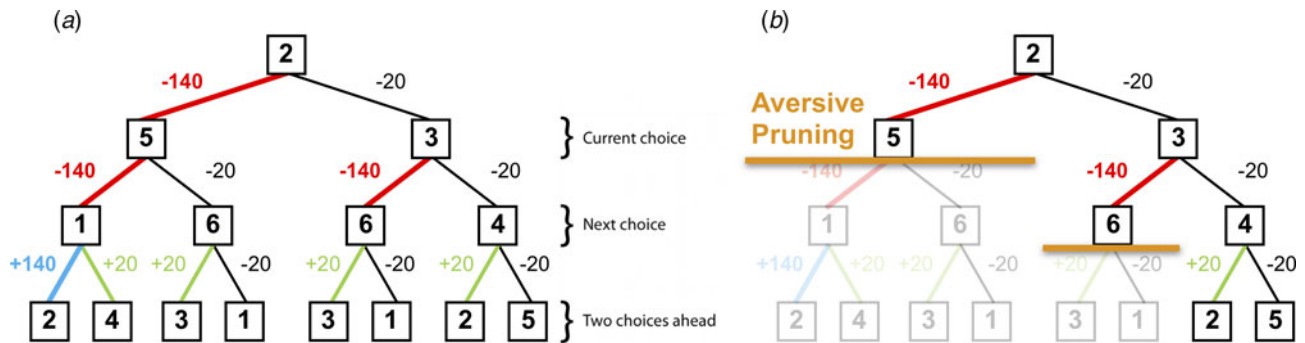 (a)
2
-140 -20
5 3 } Current choice
-140 -20 -140 -20
1 6 6 4 } Next choice
+140 +20 +20 -20 +20 -20 +20 -20
2 4 3 1 3 1 2 5 } Two choices ahead
(b)
2
-140 -20
Aversive
Pruning
5 3
-140 -20 -140 -20
1 6 6 4
+140 +20 +20 -20 +20 -20 +20 -20
2 4 3 1 3 1 2 5